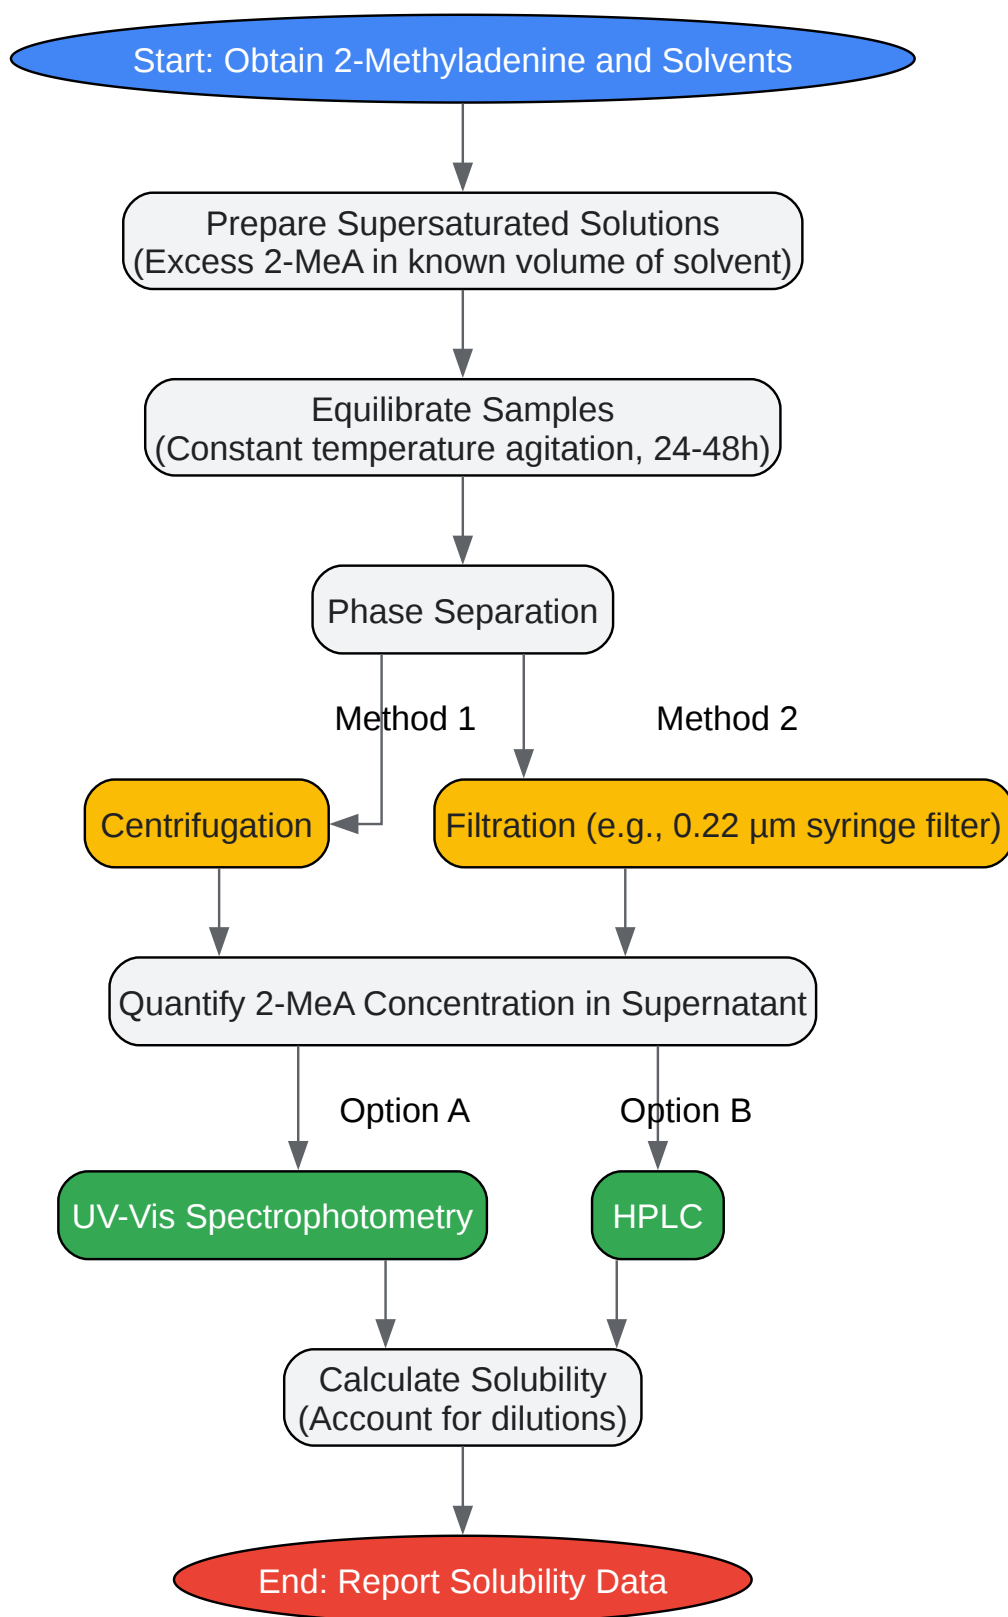 Start: Obtain 2-Methyladenine and Solvents
Prepare Supersaturated Solutions
(Excess 2-MeA in known volume of solvent)
Equilibrate Samples
(Constant temperature agitation, 24-48h)
Phase Separation
Method 1
Method 2
Centrifugation
Filtration (e.g., 0.22 µm syringe filter)
Quantify 2-MeA Concentration in Supernatant
Option A
Option B
UV-Vis Spectrophotometry
HPLC
Calculate Solubility
(Account for dilutions)
End: Report Solubility Data